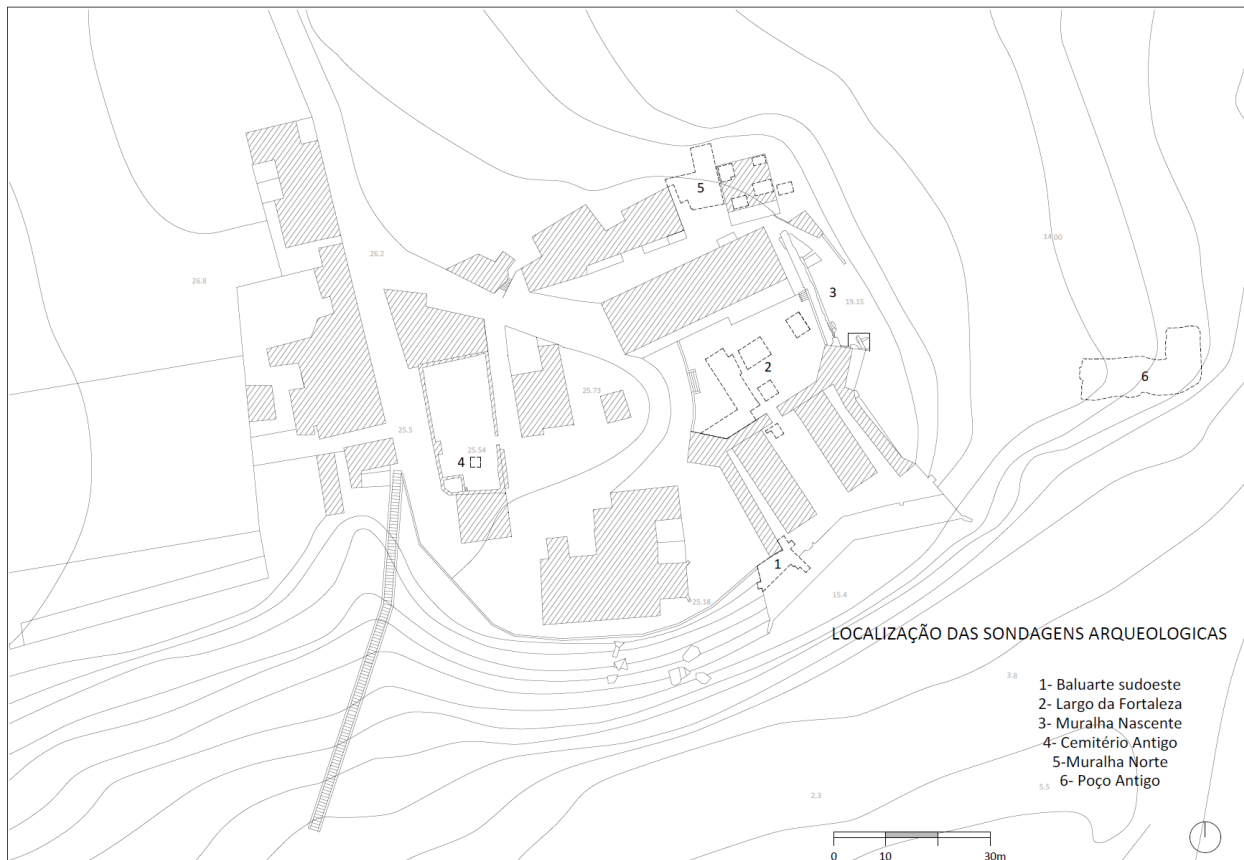 5
14.00
26.2
26.8
3
19.15
2
6
25.73
25.5
25.54
4
1
25.18
15.4
LOCALIZAÇÃO DAS SONDAGENS ARQUEOLOGICAS
3.8
1- Baluarte sudoeste
2- Largo da Fortaleza
3- Muralha Nascente
4- Cemitério Antigo
5-Muralha Norte
6- Poço Antigo
5.5
2.3
0 10 30m